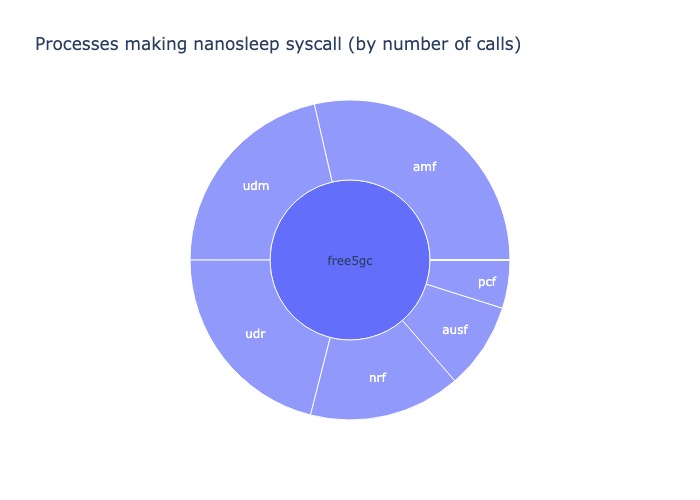 Processes making nanosleep syscall (by number of calls)
amf
udm
free5gc
pcf
udr
ausf
nrf